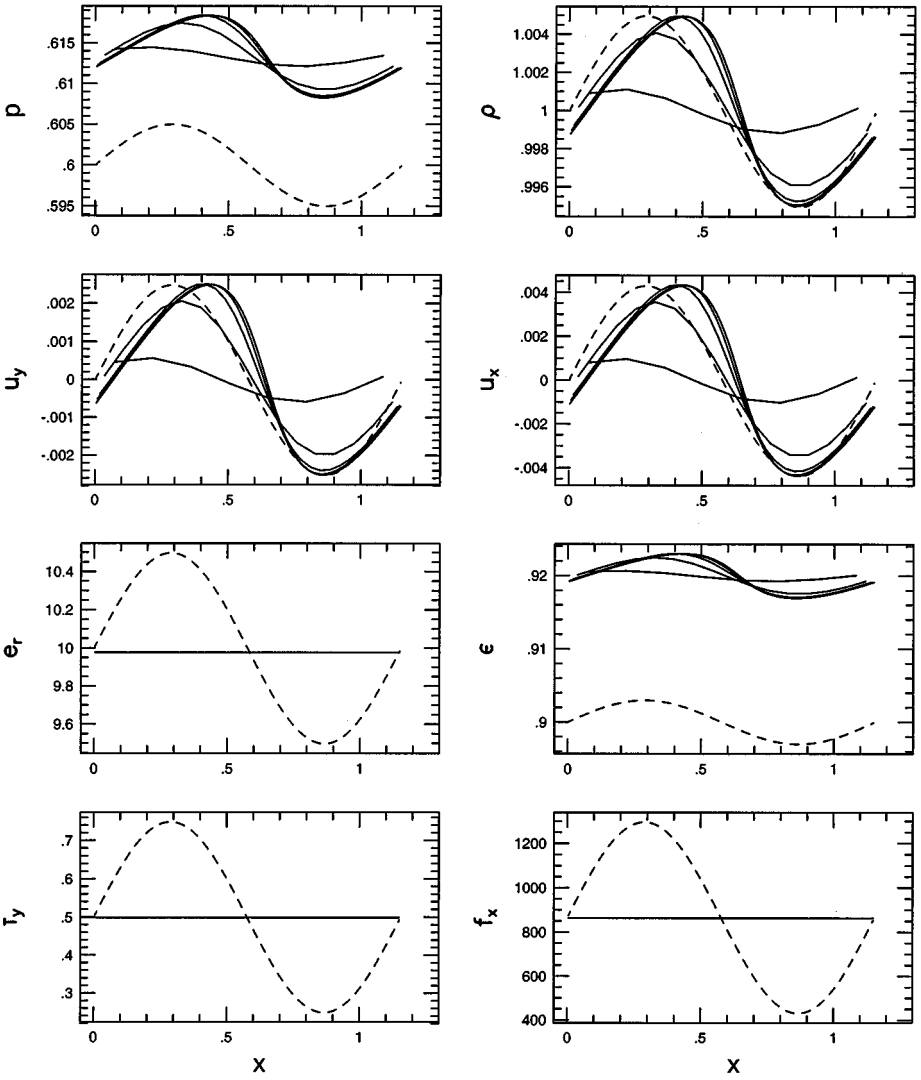 p
.615
.61
.605
.6
.595
0 .5 1
ρ
1.004
1.002
1
.998
.996
0 .5 1
u_y
.002
.001
0
-.001
-.002
0 .5 1
u_x
.004
.002
0
-.002
-.004
0 .5 1
e_r
10.4
10.2
10
9.8
9.6
0 .5 1
ϵ
.92
.91
.9
0 .5 1
T_y
.7
.6
.5
.4
.3
0 .5 1
x
f_x
1200
1000
800
600
400
0 .5 1
x